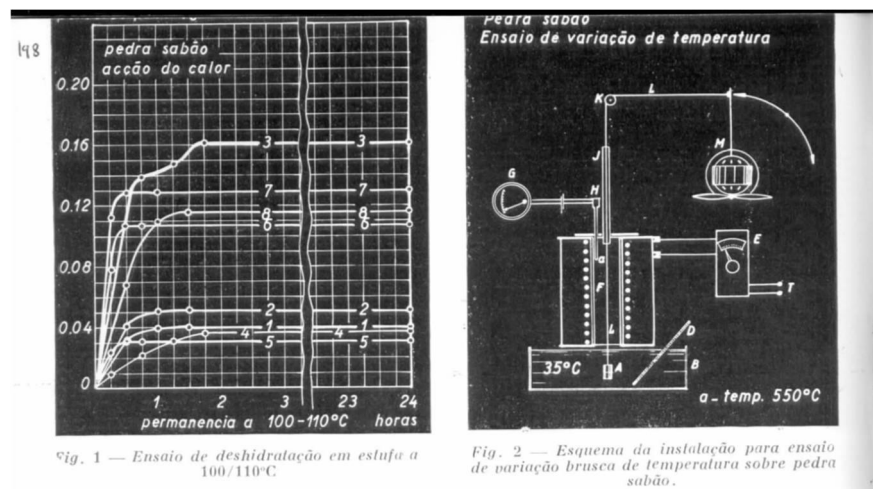 198
pedra sabão
acção do calor
0.20
0.16
0.12
0.08
0.04
0
3 3
7 7
8 8
6 6
2 2
1 1
4 4
5 5
1 2 3 23 24
permanencia a 100-110°C horas
Fig. 1 — Ensaio de deshidratação em estufa a
100/110°C
Pedra sabão
Ensaio de variação de temperatura
K L
M
J
G
H
E
a
F
T
L
D
35°C A B
a - temp. 550°C
Fig. 2 — Esquema da instalação para ensaio
de variação brusca de temperatura sobre pedra
sabão.